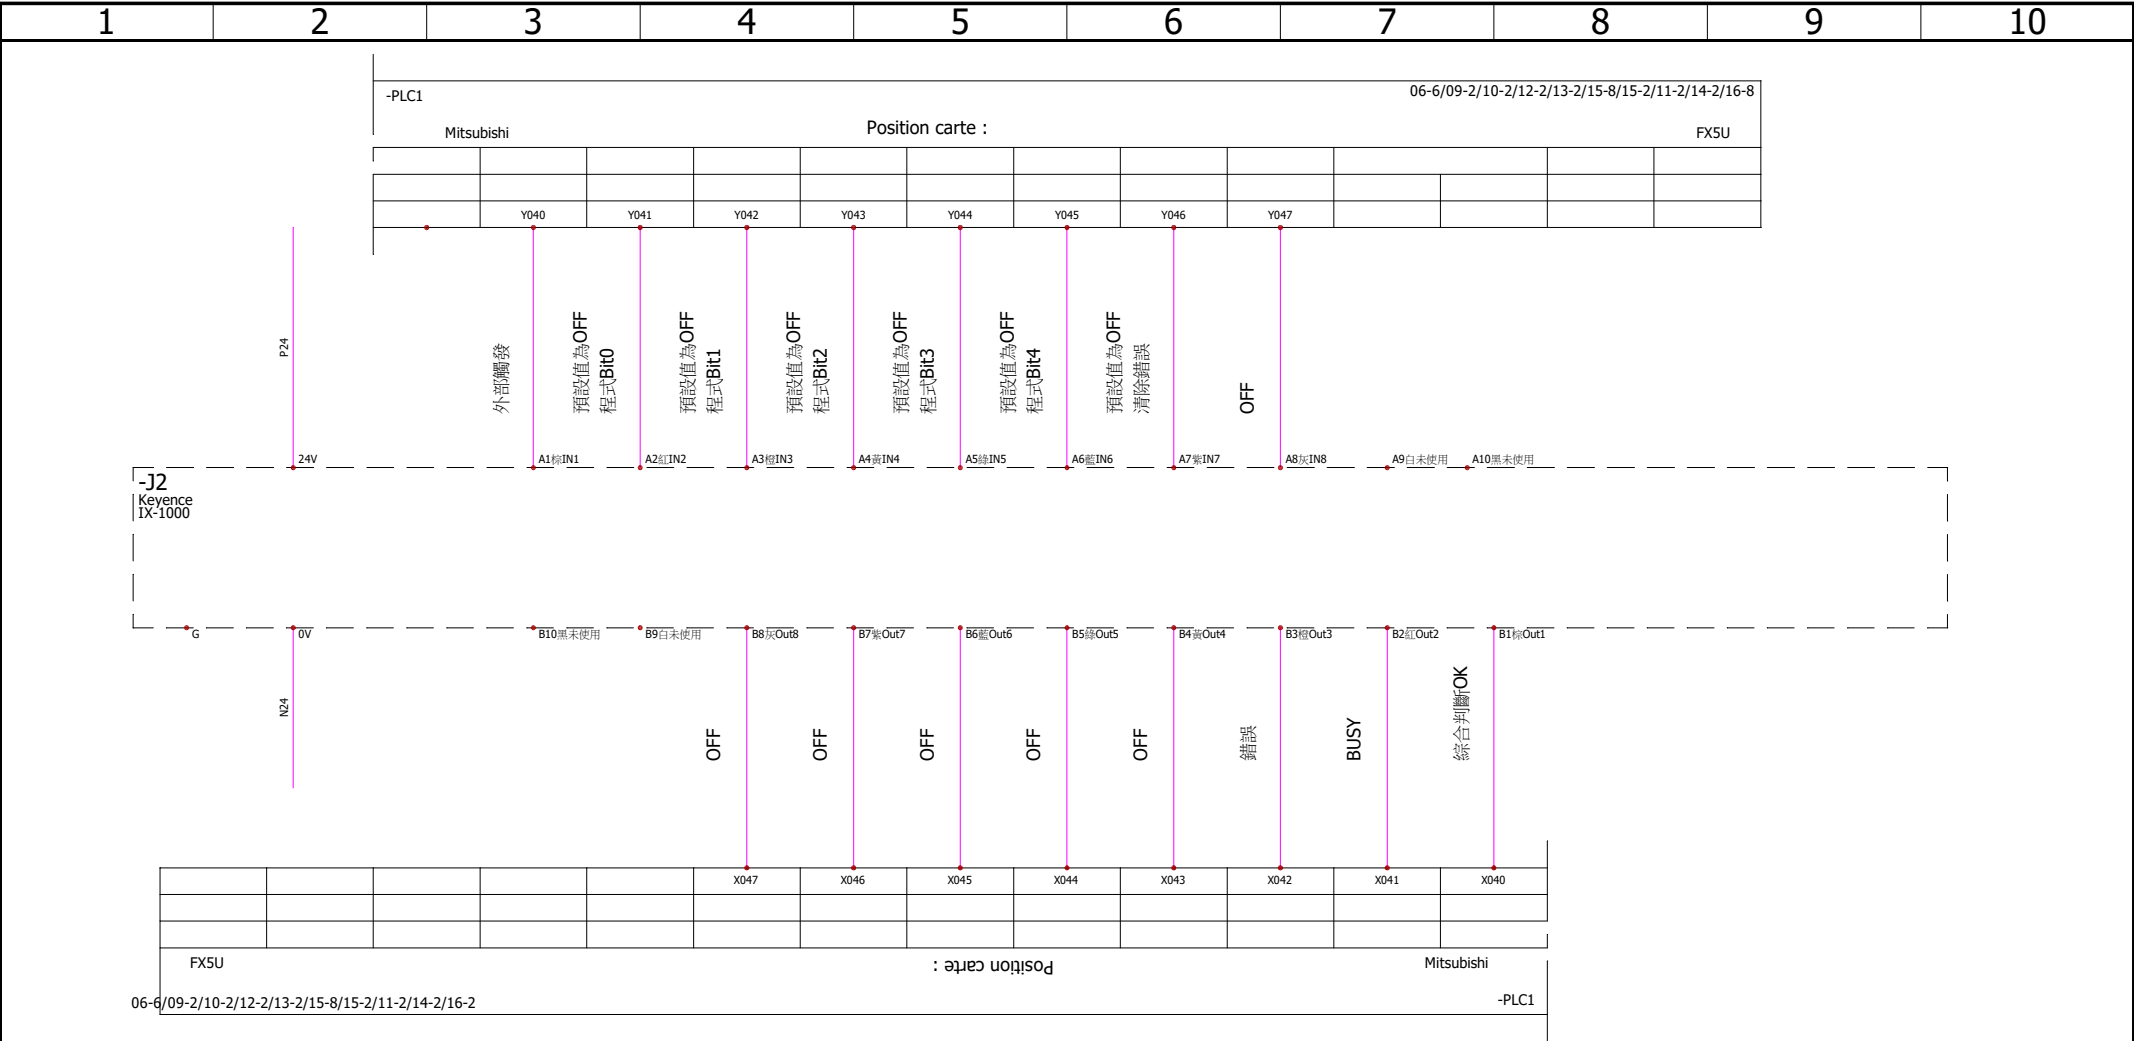 1 2 3 4 5 6 7 8 9 10
-PLC1
06-6/09-2/10-2/12-2/13-2/15-8/15-2/11-2/14-2/16-8
Mitsubishi
Position carte :
FX5U
Y040 Y041 Y042 Y043 Y044 Y045 Y046 Y047
P24
外部觸發
預設值為OFF
程式Bit0
預設值為OFF
程式Bit1
預設值為OFF
程式Bit2
預設值為OFF
程式Bit3
預設值為OFF
程式Bit4
預設值為OFF
清除錯誤
OFF
24V
A1棕IN1
A2紅IN2
A3橙IN3
A4黃IN4
A5綠IN5
A6藍IN6
A7紫IN7
A8灰IN8
A9白未使用
A10黑未使用
-J2
Keyence
IX-1000
G
0V
B10黑未使用
B9白未使用
B8灰Out8
B7紫Out7
B6藍Out6
B5綠Out5
B4黃Out4
B3橙Out3
B2紅Out2
B1棕Out1
N24
OFF
OFF
OFF
OFF
OFF
錯誤
BUSY
綜合判斷OK
X047 X046 X045 X044 X043 X042 X041 X040
FX5U
Position carte :
Mitsubishi
06-6/09-2/10-2/12-2/13-2/15-8/15-2/11-2/14-2/16-2
-PLC1